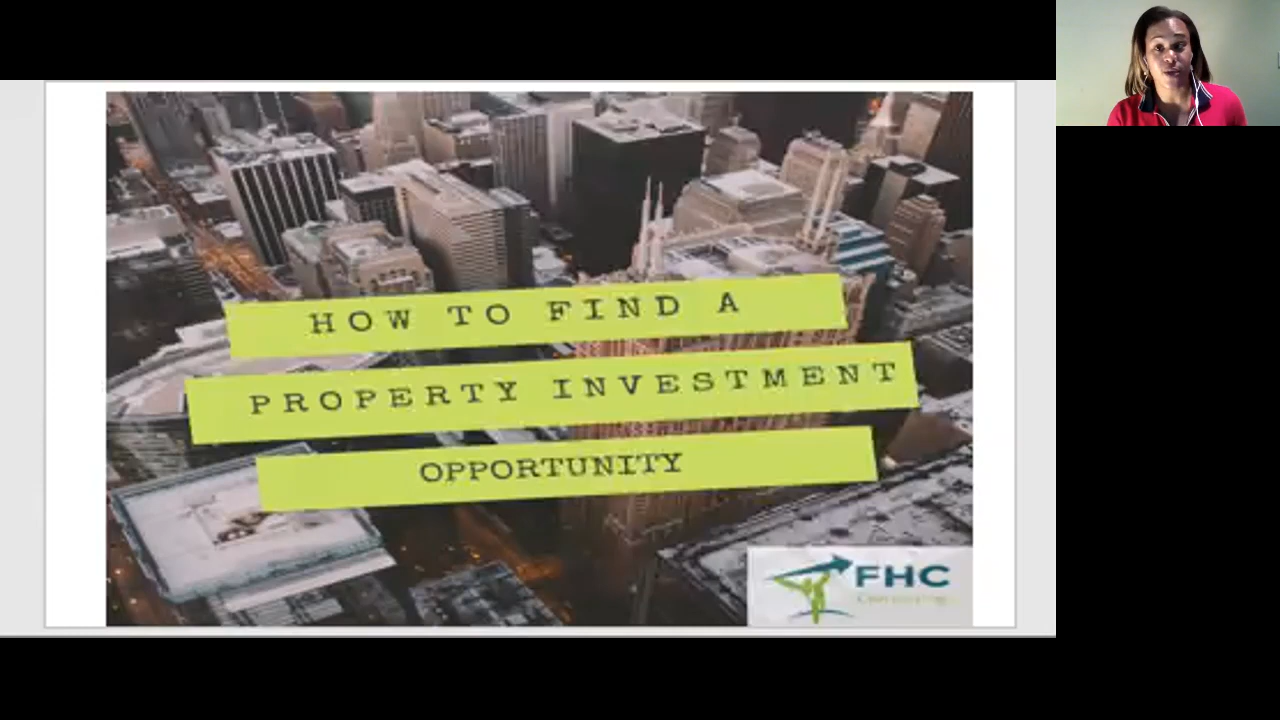 HOW TO FIND A
PROPERTY INVESTMENT
OPPORTUNITY
FHC